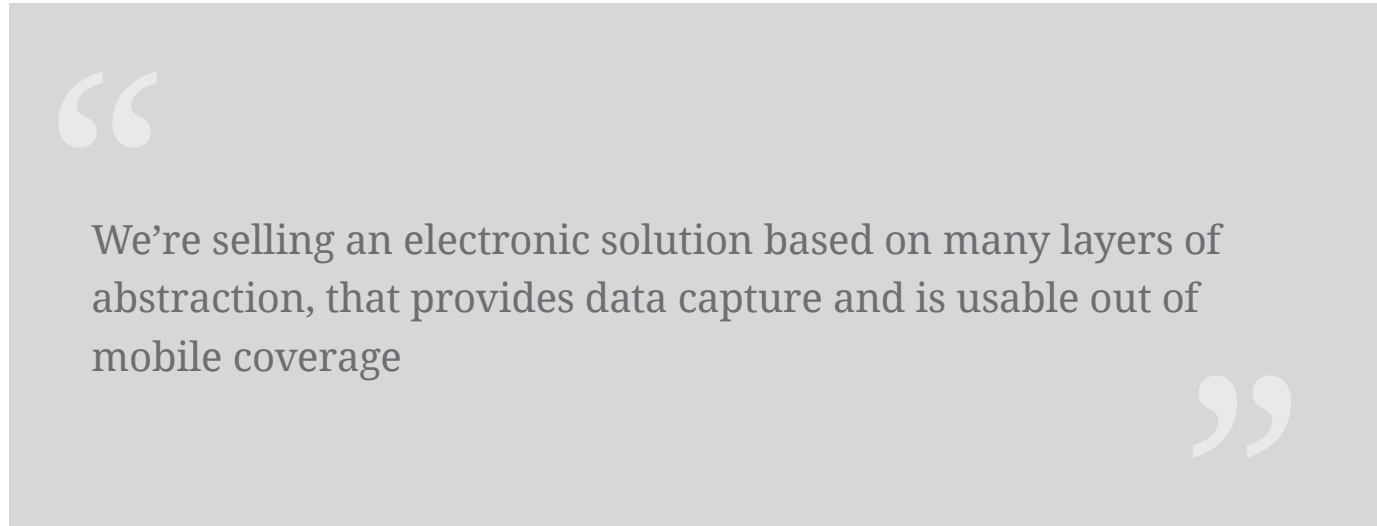 “
We’re selling an electronic solution based on many layers of
abstraction, that provides data capture and is usable out of
mobile coverage
”